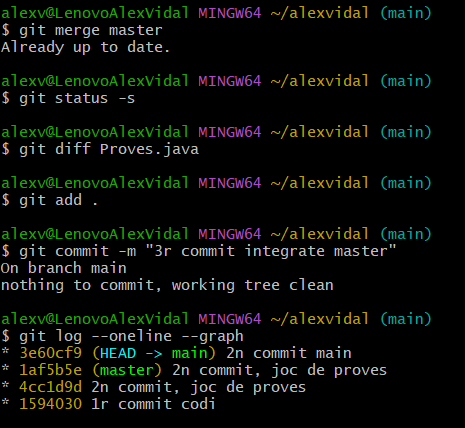 alexv@LenovoAlexVidal MINGW64 ~/alexvidal (main)
$ git merge master
Already up to date.
alexv@LenovoAlexVidal MINGW64 ~/alexvidal (main)
$ git status -s
alexv@LenovoAlexVidal MINGW64 ~/alexvidal (main)
$ git diff Proves.java
alexv@LenovoAlexVidal MINGW64 ~/alexvidal (main)
$ git add .
alexv@LenovoAlexVidal MINGW64 ~/alexvidal (main)
$ git commit -m "3r commit integrate master"
On branch main
nothing to commit, working tree clean
alexv@LenovoAlexVidal MINGW64 ~/alexvidal (main)
$ git log --oneline --graph
* 3e60cf9 (HEAD -> main) 2n commit main
* 1af5b5e (master) 2n commit, joc de proves
* 4cc1d9d 2n commit, joc de proves
* 1594030 1r commit codi